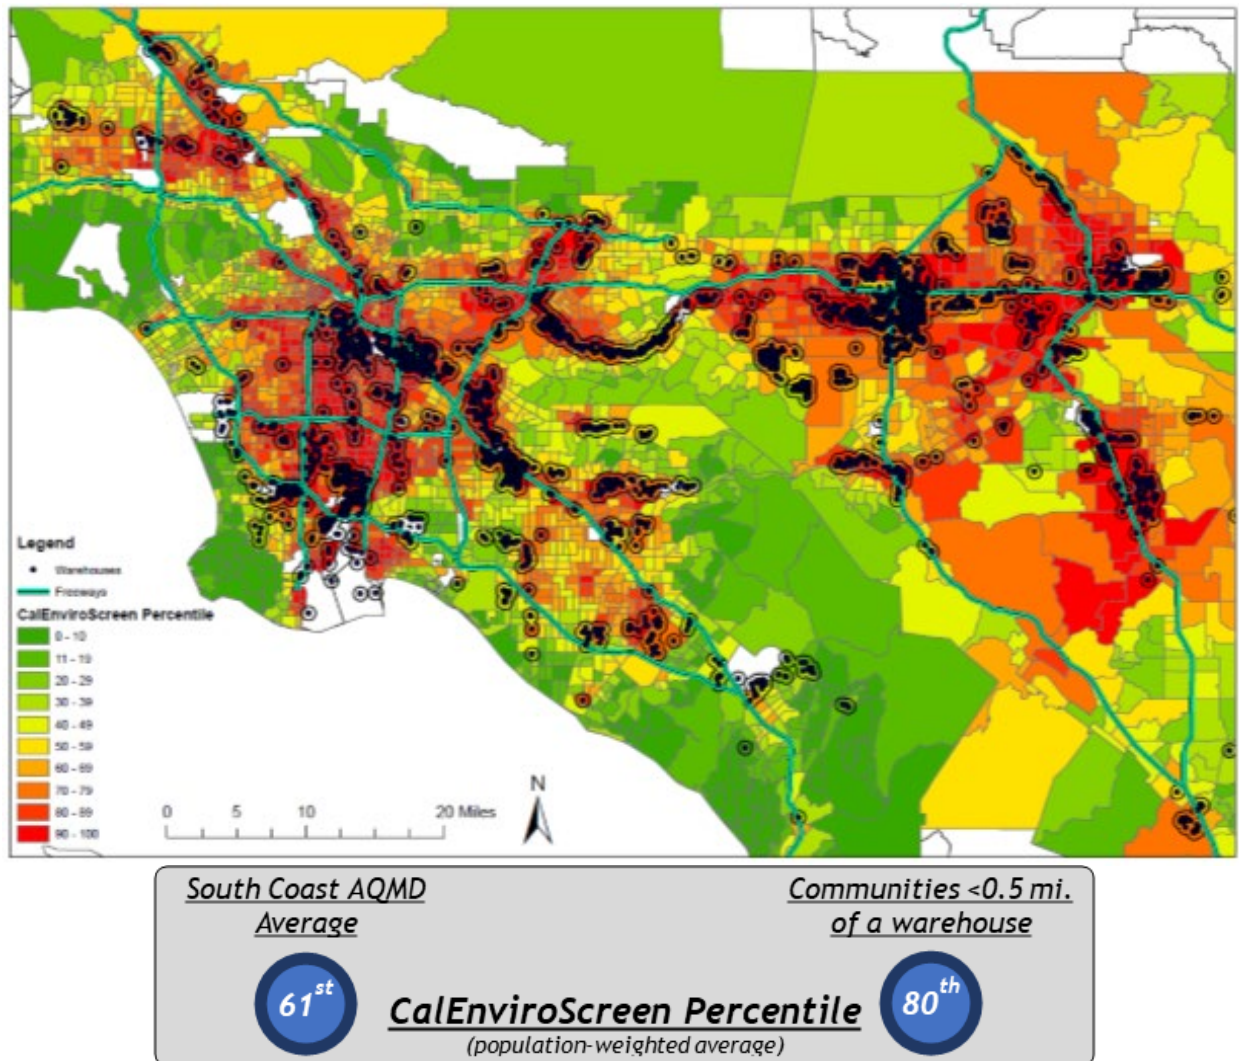 Legend
Warehouses
Freeways
CalEnviroScreen Percentile
0 - 10
11 - 19
20 - 29
30 - 39
40 - 49
50 - 59
60 - 69
70 - 79
80 - 89
90 - 100
0 5 10 20 Miles
N
South Coast AQMD
Average
61st
Communities <0.5 mi.
of a warehouse
80th
CalEnviroScreen Percentile
(population-weighted average)